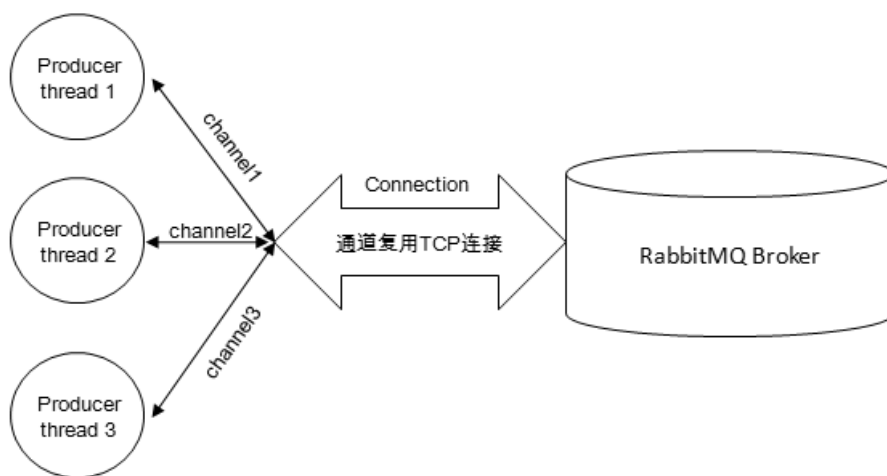 Producer
thread 1
channel1
Producer
thread 2
channel2
Producer
thread 3
channel3
Connection
通道复用TCP连接
RabbitMQ Broker